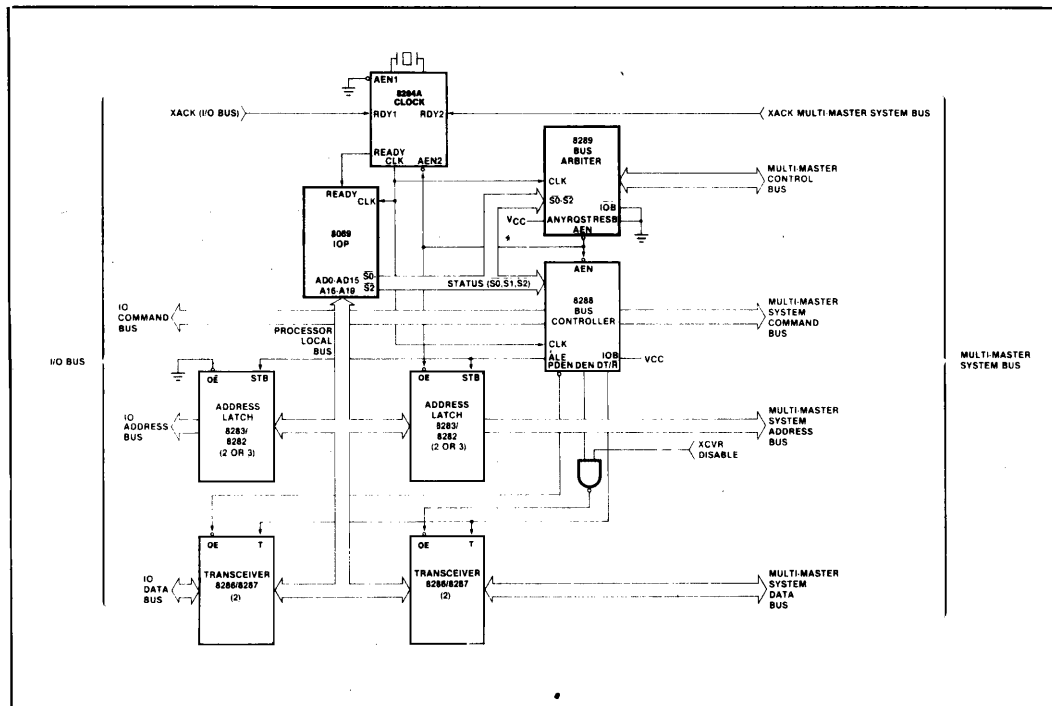 AEN1
8284A
CLOCK
XACK (I/O BUS)
RDY1 RDY2
XACK MULTI-MASTER SYSTEM BUS
READY
CLK AEN2
8289
BUS
ARBITER
CLK
S0-S2
IOB
VCC ANYRQST RESB
AEN
MULTI-MASTER
CONTROL
BUS
READY
CLK
8089
IOP
S0-
S2
AD0-AD15
A16-A19
STATUS (S0,S1,S2)
AEN
8288
BUS
CONTROLLER
CLK
ALE IOB
PDEN DEN DT/R
VCC
IO
COMMAND
BUS
PROCESSOR
LOCAL
BUS
MULTI-MASTER
SYSTEM
COMMAND
BUS
I/O BUS
MULTI-MASTER
SYSTEM BUS
OE STB
ADDRESS
LATCH
8283/
8282
(2 OR 3)
OE STB
ADDRESS
LATCH
8283/
8282
(2 OR 3)
IO
ADDRESS
BUS
MULTI-MASTER
SYSTEM
ADDRESS
BUS
XCVR
DISABLE
OE T
TRANSCEIVER
8286/8287
(2)
OE T
TRANSCEIVER
8286/8287
(2)
IO
DATA
BUS
MULTI-MASTER
SYSTEM
DATA
BUS